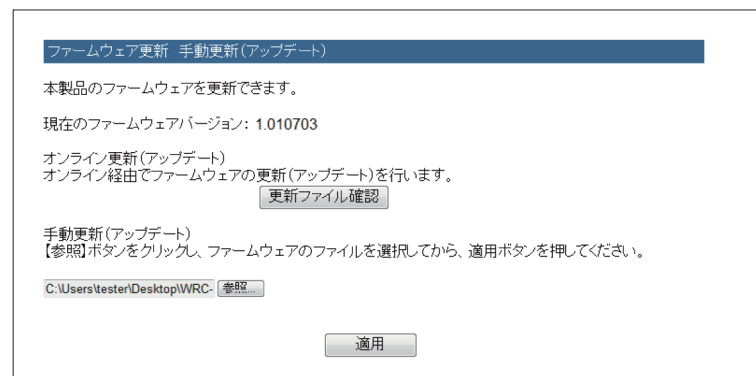 ファームウェア更新 手動更新(アップデート)
本製品のファームウェアを更新できます。
現在のファームウェアバージョン: 1.010703
オンライン更新(アップデート)
オンライン経由でファームウェアの更新(アップデート)を行います。
更新ファイル確認
手動更新(アップデート)
【参照】ボタンをクリックし、ファームウェアのファイルを選択してから、適用ボタンを押してください。
C:\Users\tester\Desktop\WRC- 参照...
適用